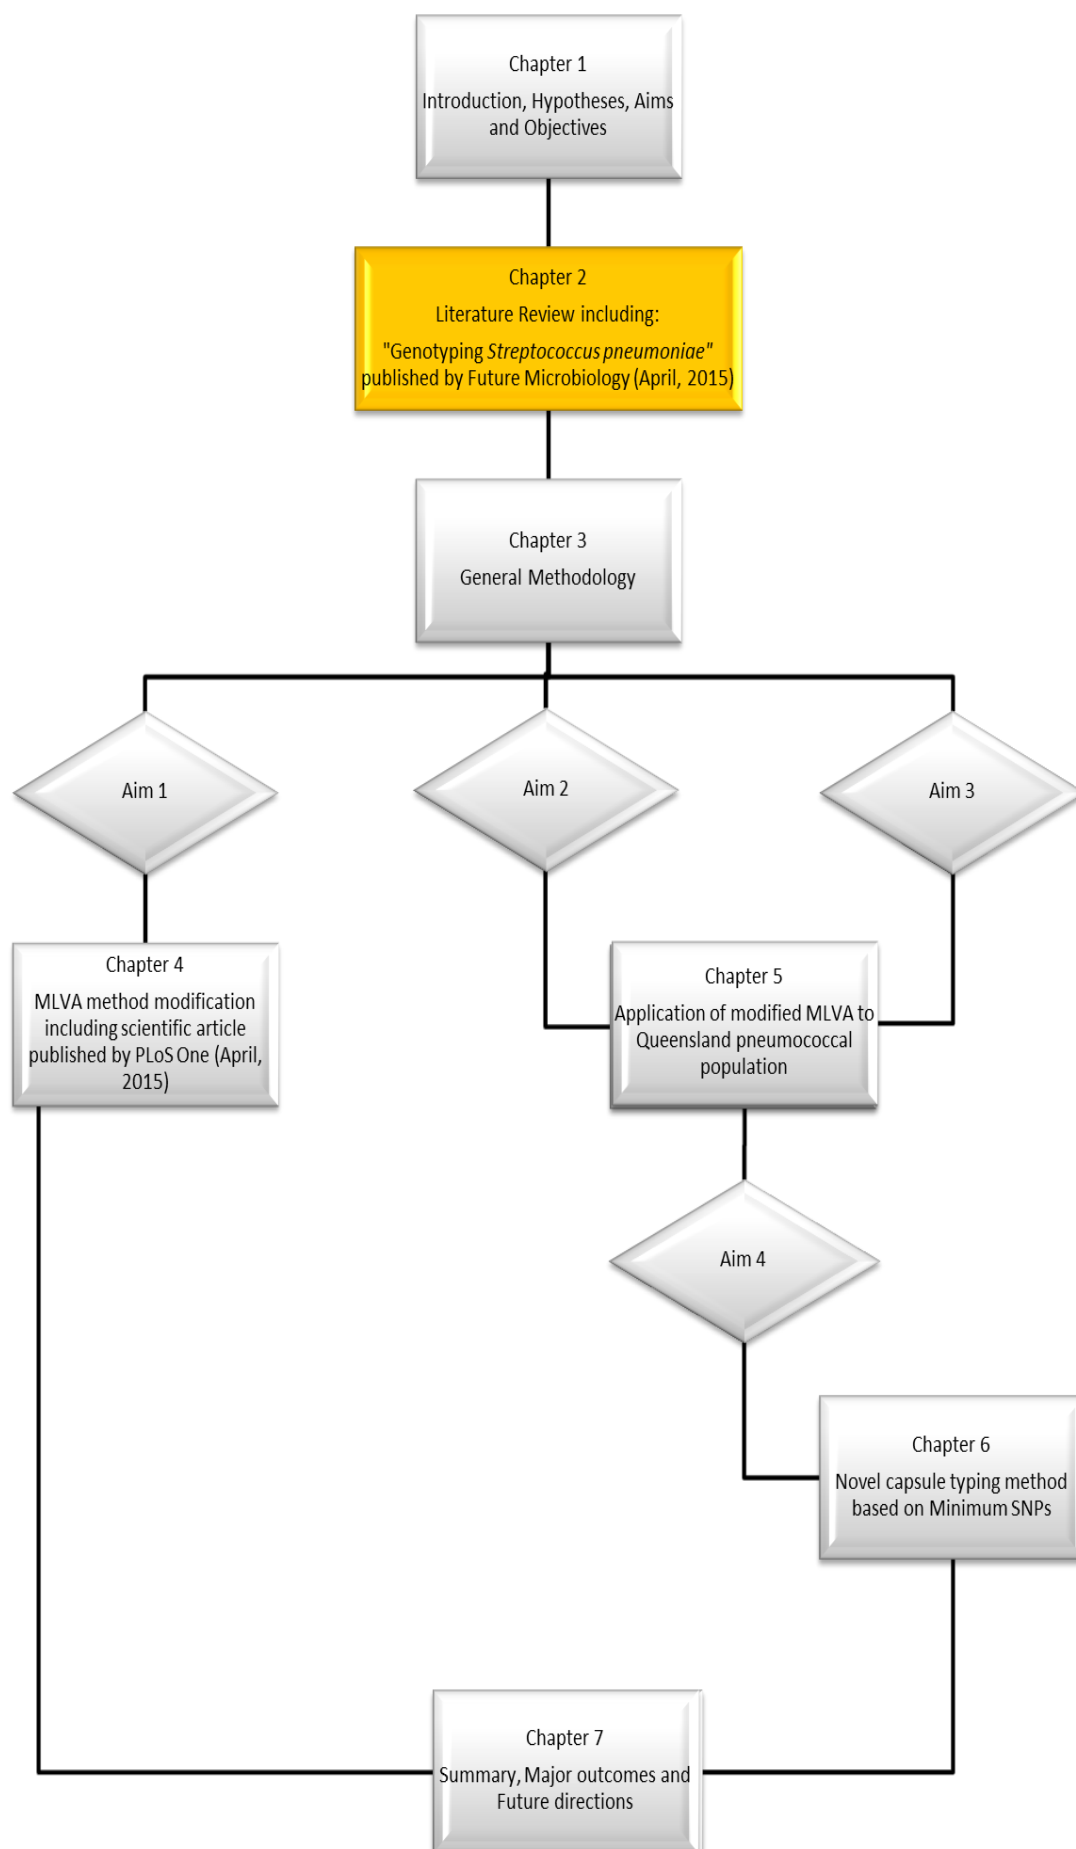 Chapter 1
Introduction, Hypotheses, Aims
and Objectives
Chapter 2
Literature Review including:
"Genotyping Streptococcus pneumoniae"
published by Future Microbiology (April, 2015)
Chapter 3
General Methodology
Aim 1
Aim 2
Aim 3
Chapter 4
MLVA method modification
including scientific article
published by PLoS One (April,
2015)
Chapter 5
Application of modified MLVA to
Queensland pneumococcal
population
Aim 4
Chapter 6
Novel capsule typing method
based on Minimum SNPs
Chapter 7
Summary, Major outcomes and
Future directions